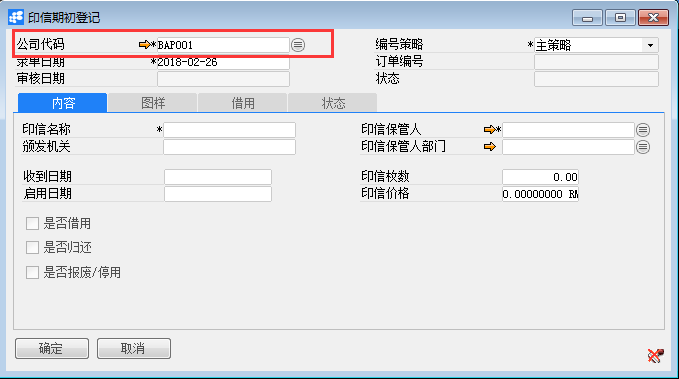 印信期初登记
公司代码 *BAP001 编号策略 *主策略
录单日期 *2018-02-26 订单编号
审核日期 状态
内容 图样 借用 状态
印信名称 * 印信保管人 *
颁发机关 印信保管人部门
收到日期 印信枚数 0.00
启用日期 印信价格 0.00000000 RM
是否借用
是否归还
是否报废/停用
确定 取消